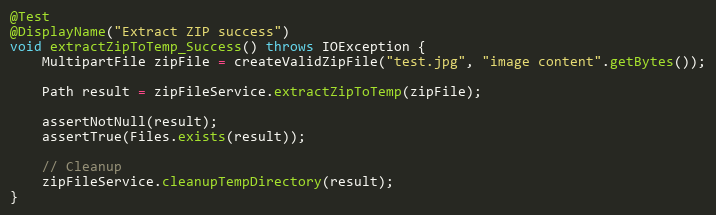 @Test
@DisplayName("Extract ZIP success")
void extractZipToTemp_Success() throws IOException {
    MultipartFile zipFile = createValidZipFile("test.jpg", "image content".getBytes());

    Path result = zipFileService.extractZipToTemp(zipFile);

    assertNotNull(result);
    assertTrue(Files.exists(result));

    // Cleanup
    zipFileService.cleanupTempDirectory(result);
}